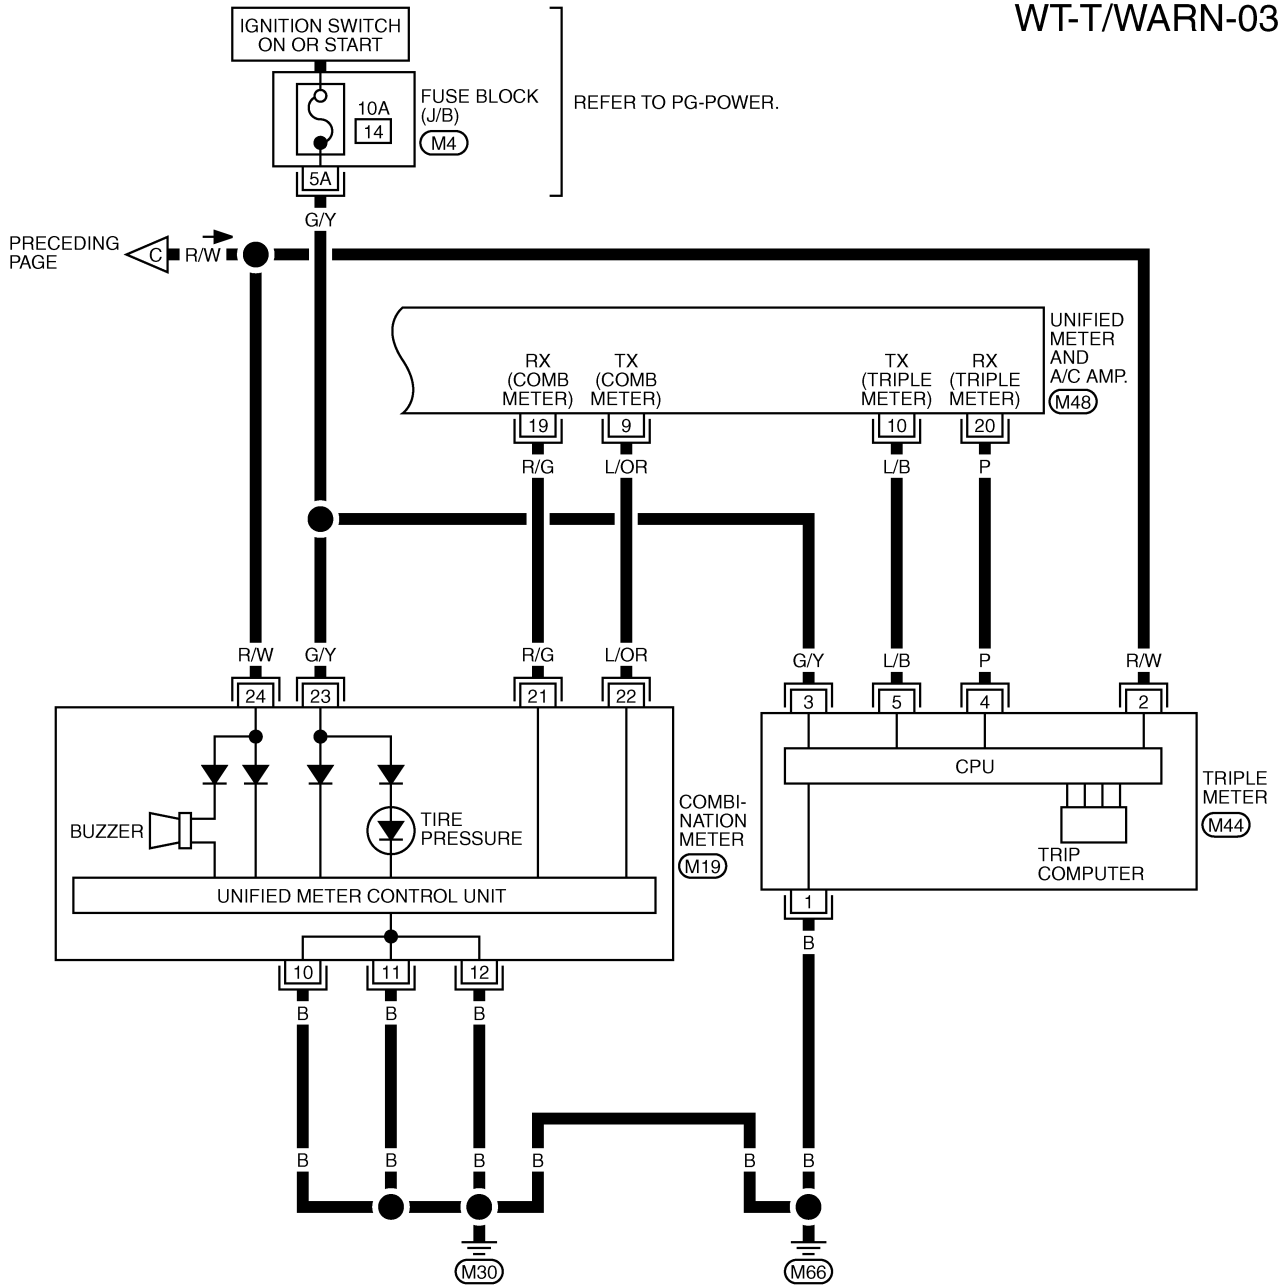 WT-T/WARN-03
IGNITION SWITCH
ON OR START
10A
14
FUSE BLOCK
(J/B)
M4
REFER TO PG-POWER.
5A
G/Y
PRECEDING
PAGE
C
R/W
UNIFIED
METER
AND
A/C AMP.
M48
RX
(COMB
METER)
TX
(COMB
METER)
TX
(TRIPLE
METER)
RX
(TRIPLE
METER)
19
9
10
20
R/G
L/OR
L/B
P
R/W
G/Y
R/G
L/OR
G/Y
L/B
P
R/W
24
23
21
22
3
5
4
2
CPU
BUZZER
TIRE
PRESSURE
COMBI-
NATION
METER
M19
TRIPLE
METER
M44
TRIP
COMPUTER
UNIFIED METER CONTROL UNIT
1
B
10
11
12
B
B
B
B
B
B
B
B
B
M30
M66